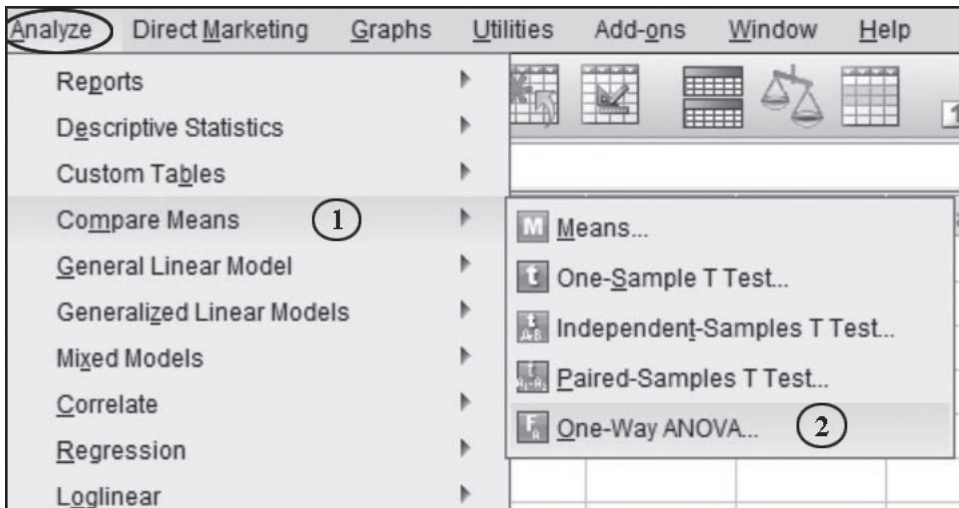 Analyze Direct Marketing Graphs Utilities Add-ons Window Help
Reports
Descriptive Statistics
Custom Tables
Compare Means 1
General Linear Model
Generalized Linear Models
Mixed Models
Correlate
Regression
Loglinear
M Means...
t One-Sample T Test...
Independent-Samples T Test...
Paired-Samples T Test...
One-Way ANOVA... 2